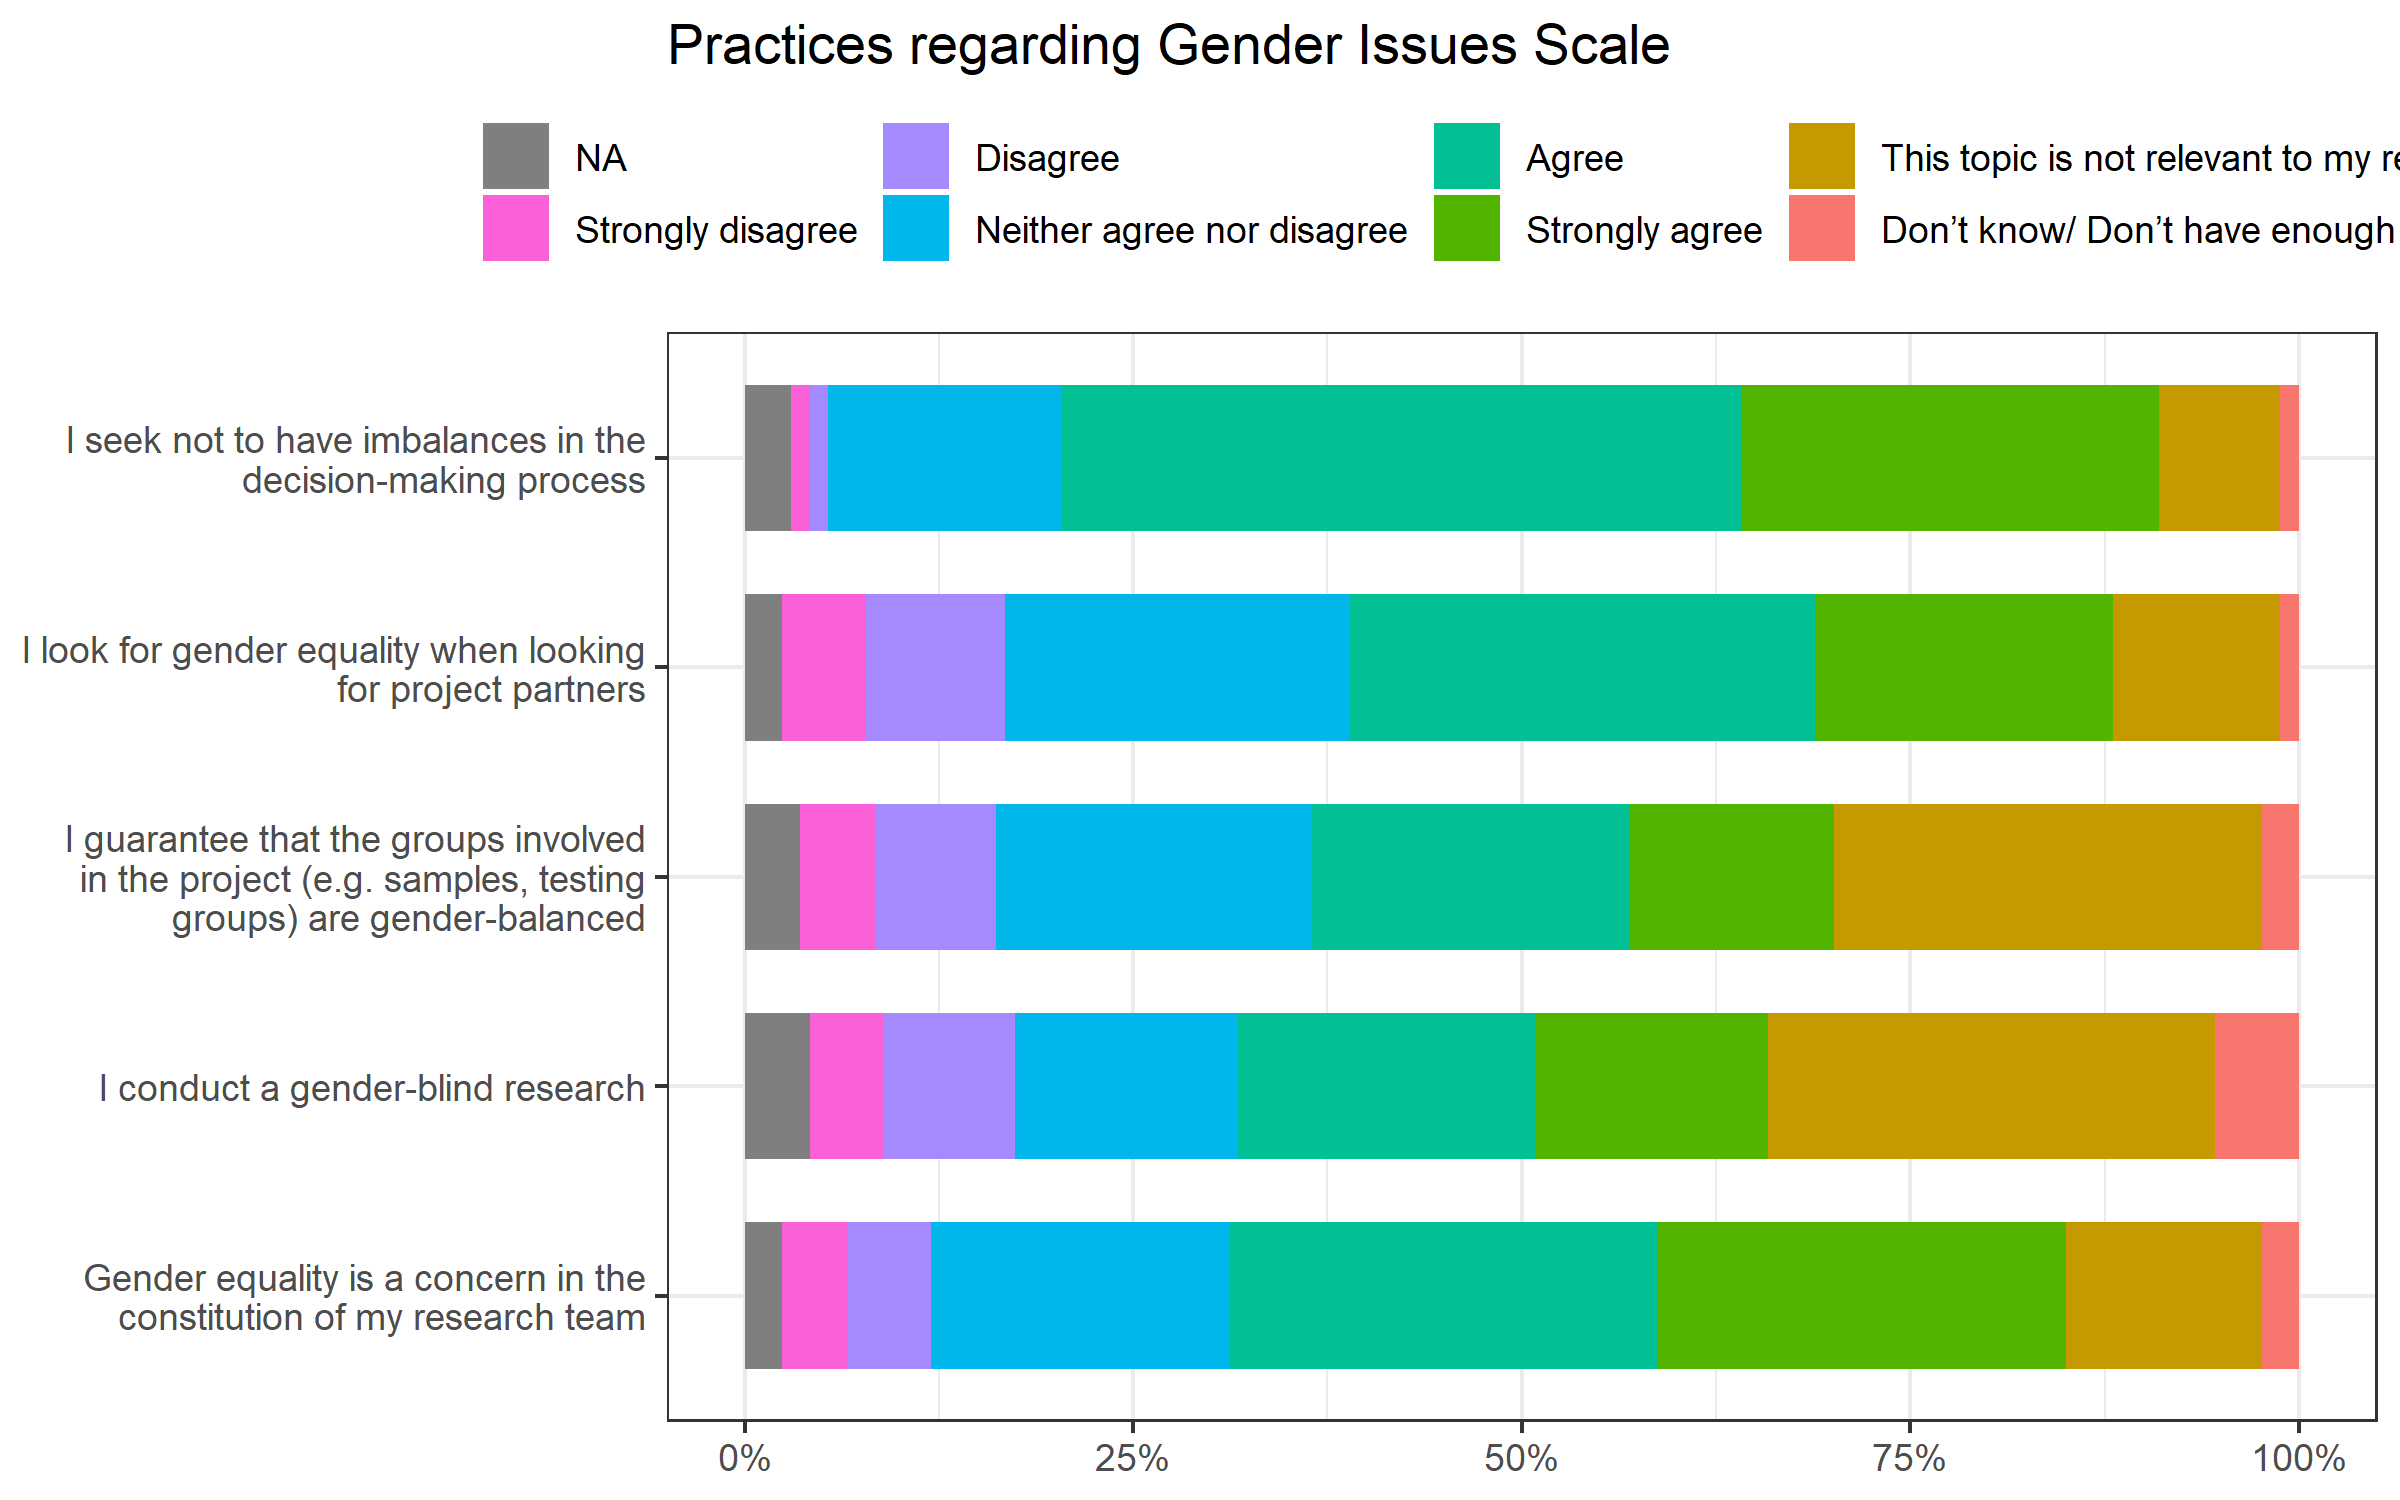 Practices regarding Gender Issues Scale
NA
Disagree
Agree
This topic is not relevant to my
Strongly disagree
Neither agree nor disagree
Strongly agree
Don’t know/ Don’t have enough
I seek not to have imbalances in the
decision-making process
I look for gender equality when looking
for project partners
I guarantee that the groups involved
in the project (e.g. samples, testing
groups) are gender-balanced
I conduct a gender-blind research
Gender equality is a concern in the
constitution of my research team
0%
25%
50%
75%
100%